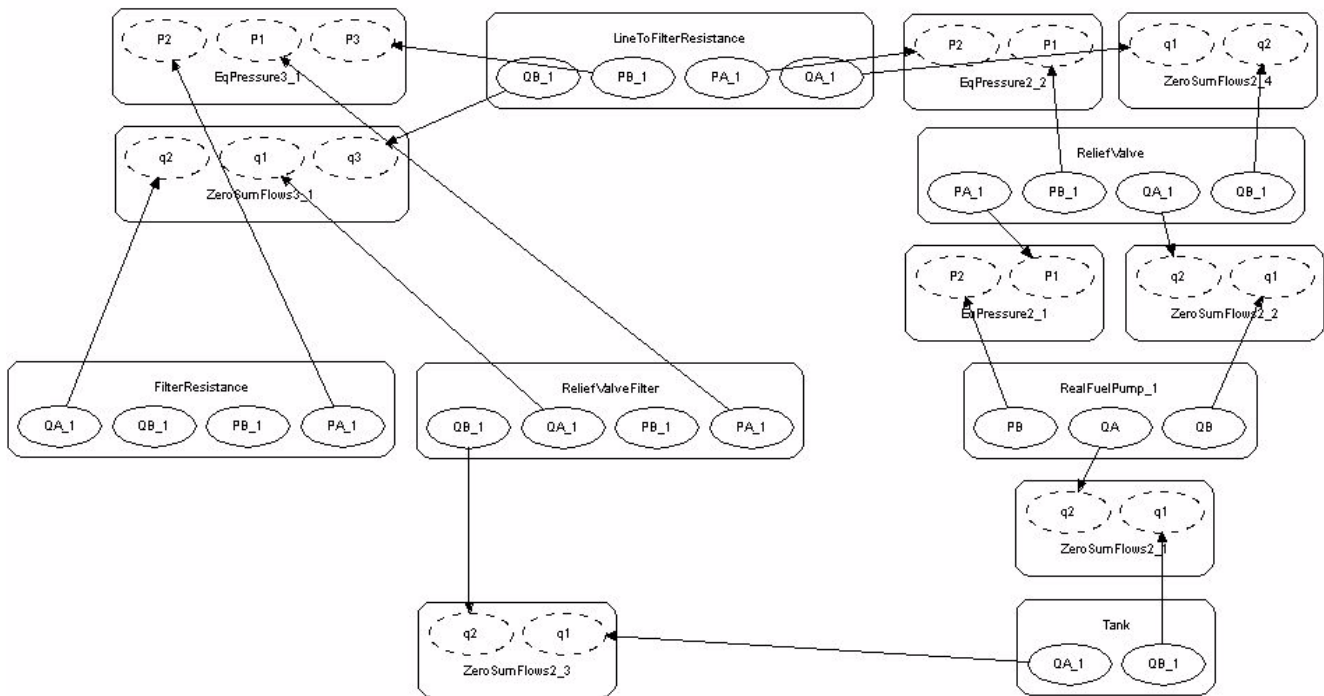 P2 P1 P3
EqPressure3_1
LineToFilterResistance
QB_1 PB_1 PA_1 QA_1
P2 P1
EqPressure2_2
q1 q2
ZeroSumFlows2_4
q2 q1 q3
ZeroSumFlows3_1
ReliefValve
PA_1 PB_1 QA_1 QB_1
P2 P1
EqPressure2_1
q2 q1
ZeroSumFlows2_2
FilterResistance
QA_1 QB_1 PB_1 PA_1
ReliefValveFilter
QB_1 QA_1 PB_1 PA_1
RealFuelPump_1
PB QA QB
q2 q1
ZeroSumFlows2_1
q2 q1
ZeroSumFlows2_3
Tank
QA_1 QB_1